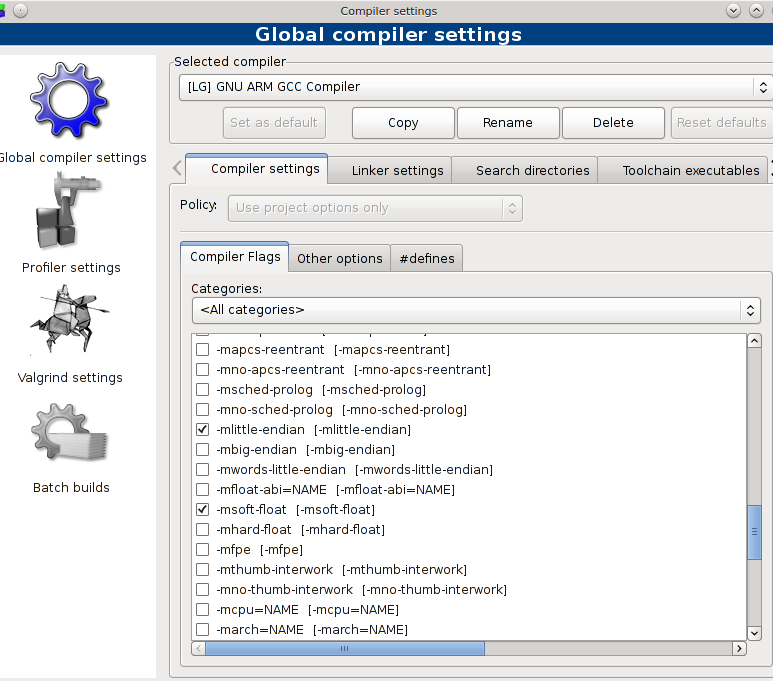 Compiler settings
Global compiler settings
Global compiler settings
Profiler settings
Valgrind settings
Batch builds
Selected compiler
[LG] GNU ARM GCC Compiler
Set as default
Copy
Rename
Delete
Reset defaults
Compiler settings
Linker settings
Search directories
Toolchain executables
Policy:
Use project options only
Compiler Flags
Other options
#defines
Categories:
<All categories>
-mapcs-reentrant [-mapcs-reentrant]
-mno-apcs-reentrant [-mno-apcs-reentrant]
-msched-prolog [-msched-prolog]
-mno-sched-prolog [-mno-sched-prolog]
-mlittle-endian [-mlittle-endian]
-mbig-endian [-mbig-endian]
-mwords-little-endian [-mwords-little-endian]
-mfloat-abi=NAME [-mfloat-abi=NAME]
-msoft-float [-msoft-float]
-mhard-float [-mhard-float]
-mfpe [-mfpe]
-mthumb-interwork [-mthumb-interwork]
-mno-thumb-interwork [-mno-thumb-interwork]
-mcpu=NAME [-mcpu=NAME]
-march=NAME [-march=NAME]